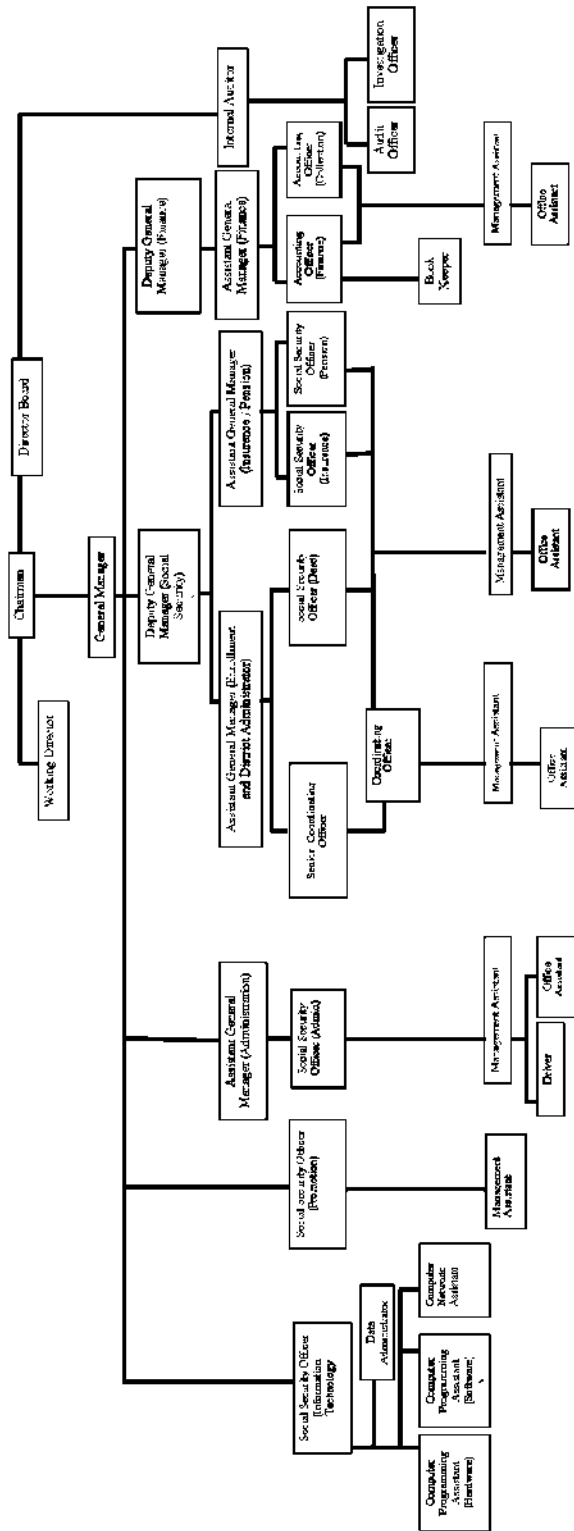 Working Director
Chairman
Director Board
General Manager
Deputy General
Manager (Social
Security)
Deputy General
Manager (Finance)
Internal Auditor
Assistant General
Manager (Administration)
Assistant General Manager (Enrollment
and District Administrator)
Assistant General Manager
(Insurance / Pension)
Assistant General
Manager (Finance)
Social Security Officer
[Information
Technology
Social Security Officer
[Promotion)
Social Security
Officer (Admin)
Senior Coordinating
Officer
Social Security
Officer (Deed)
Social Security
Officer
(Insurance)
Social Security
Officer
(Pension)
Accounting
Officer
[Finance)
Accounting
Officer
[Collection)
Audit
Officer
Investigation
Officer
Data
Administrator
Coordinating
Officer
Book
Keeper
Computer
Programming
Assistant
[Hardware)
Computer
Programming
Assistant
[Software)
Computer
Network
Assistant
Management
Assistant
Management Assistant
Management Assistant
Management Assistant
Management Assistant
Driver
Office
Assistant
Office
Assistant
Office
Assistant
Office
Assistant